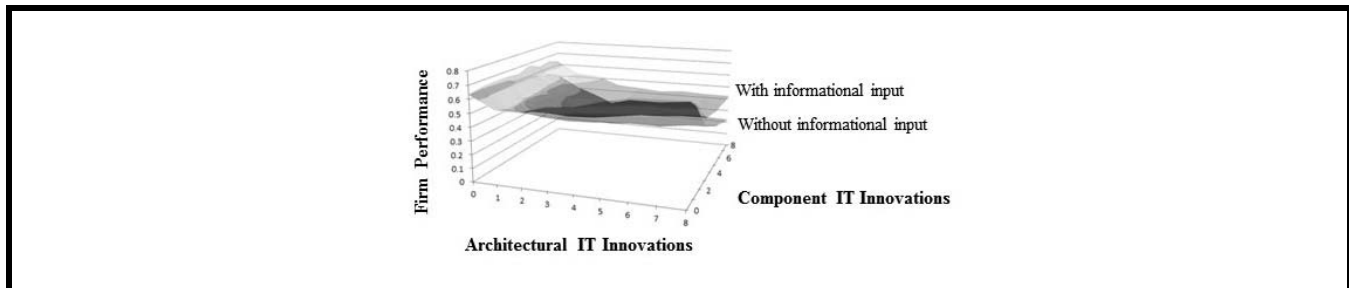 Firm Performance
0.8
0.7
0.6
0.5
0.4
0.3
0.2
0.1
0
With informational input
Without informational input
8
6
4
2
0
Component IT Innovations
0 1 2 3 4 5 6 7 8
Architectural IT Innovations